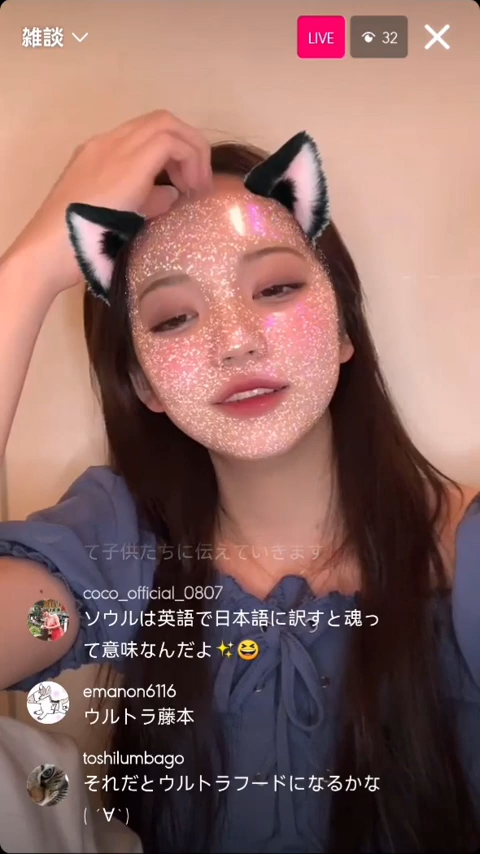 雑談
LIVE
32
て子供たちに伝えていきます
coco_official_0807
ソウルは英語で日本語に訳すと魂っ
て意味なんだよ✨😆
emanon6116
ウルトラ藤本
toshilumbago
それだとウルトラフードになるかな
( ´∀`)